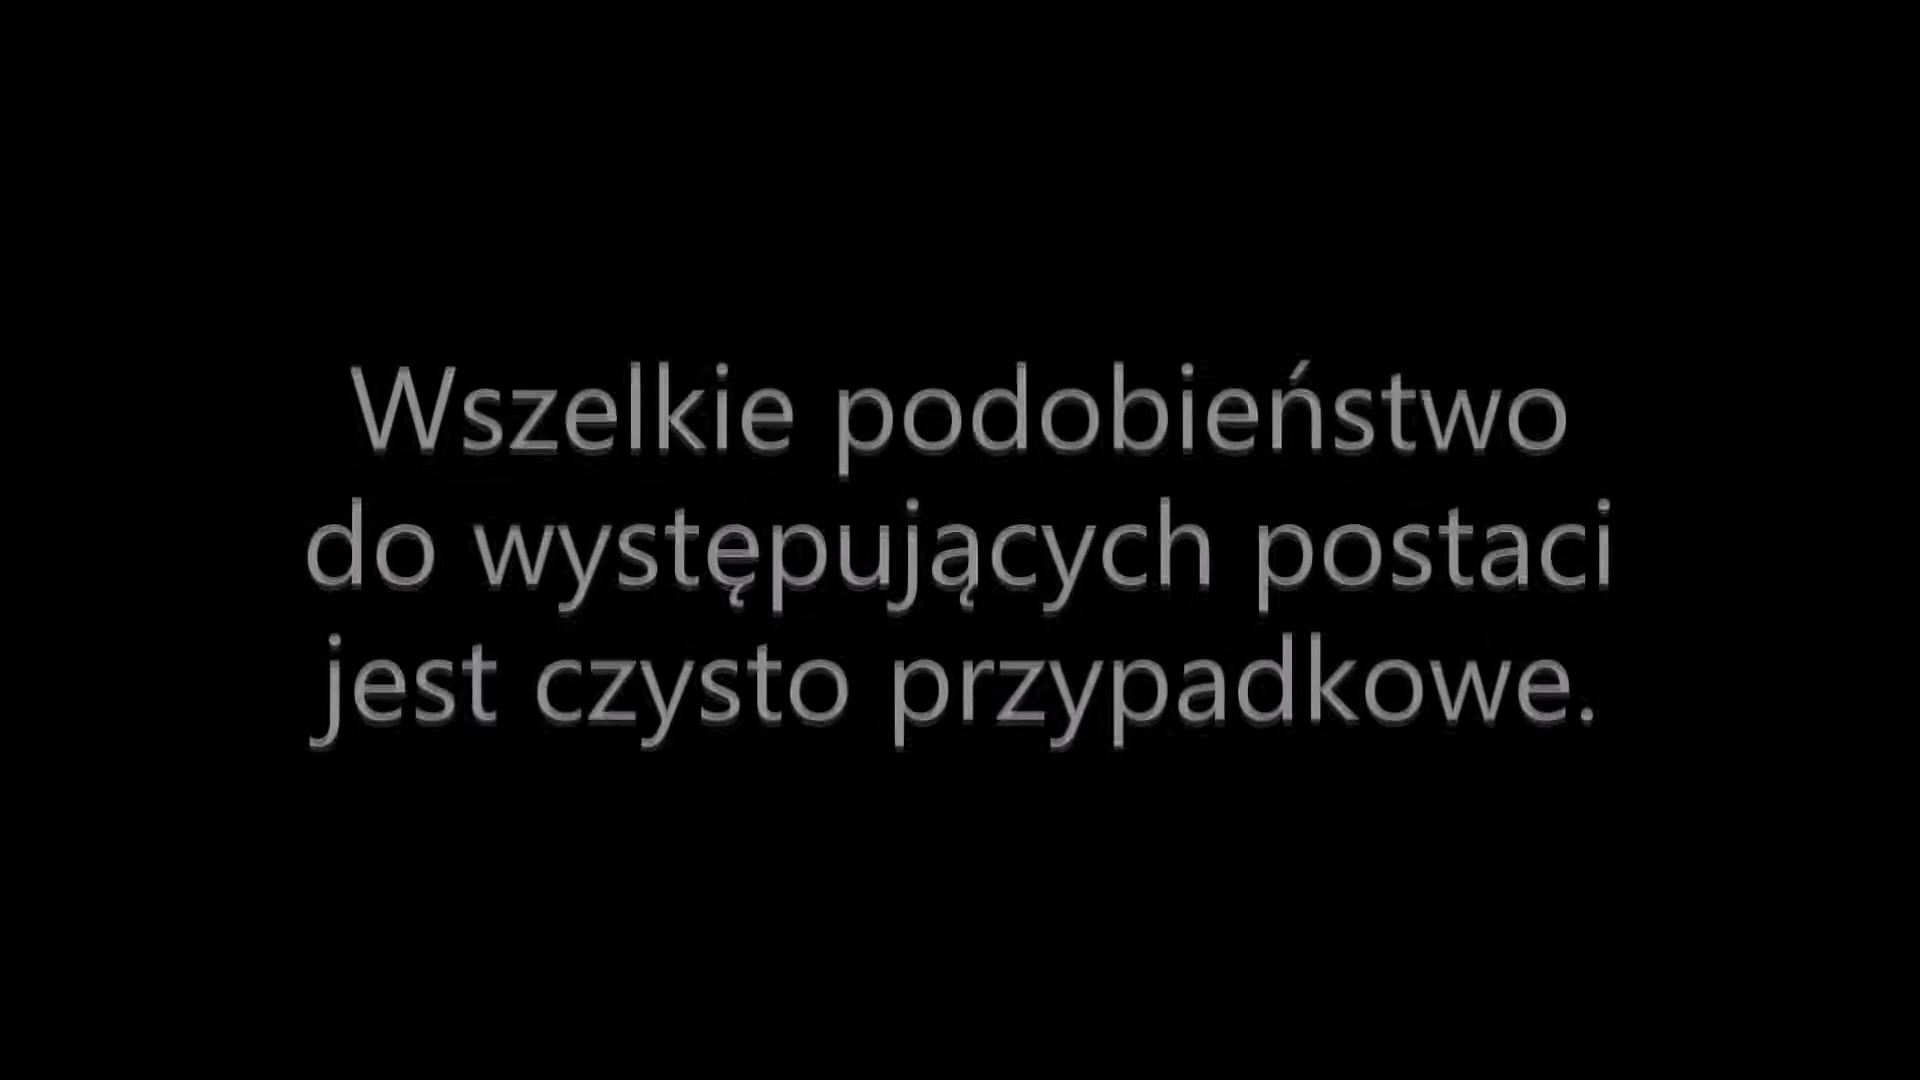 Wszelkie podobieństwo
do występujących postaci
jest czysto przypadkowe.